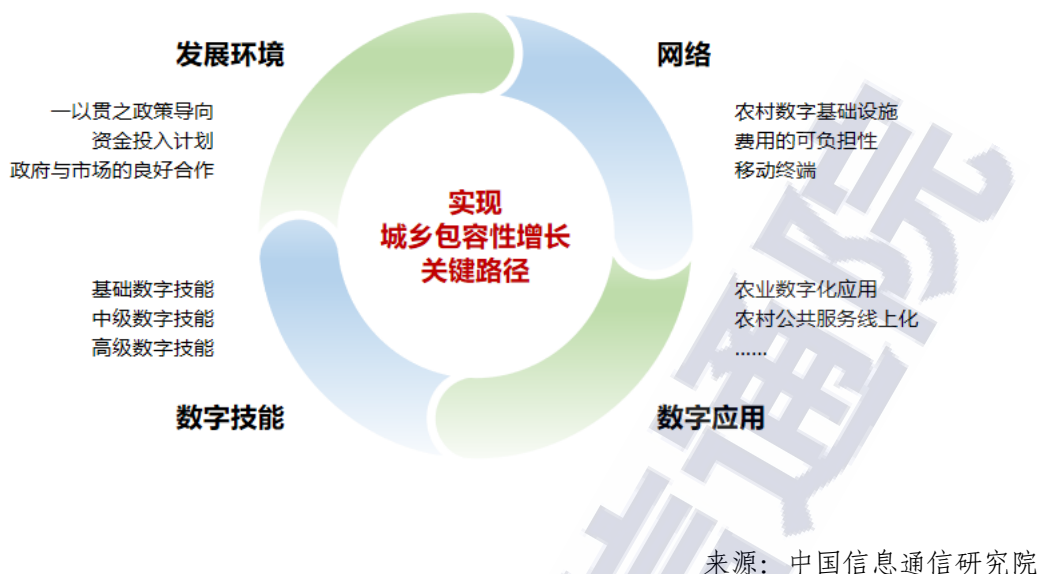 发展环境
一以贯之政策导向
资金投入计划
政府与市场的良好合作
网络
农村数字基础设施
费用的可负担性
移动终端
实现
城乡包容性增长
关键路径
基础数字技能
中级数字技能
高级数字技能
数字技能
农业数字化应用
农村公共服务线上化
......
数字应用
信通院
来源：中国信息通信研究院